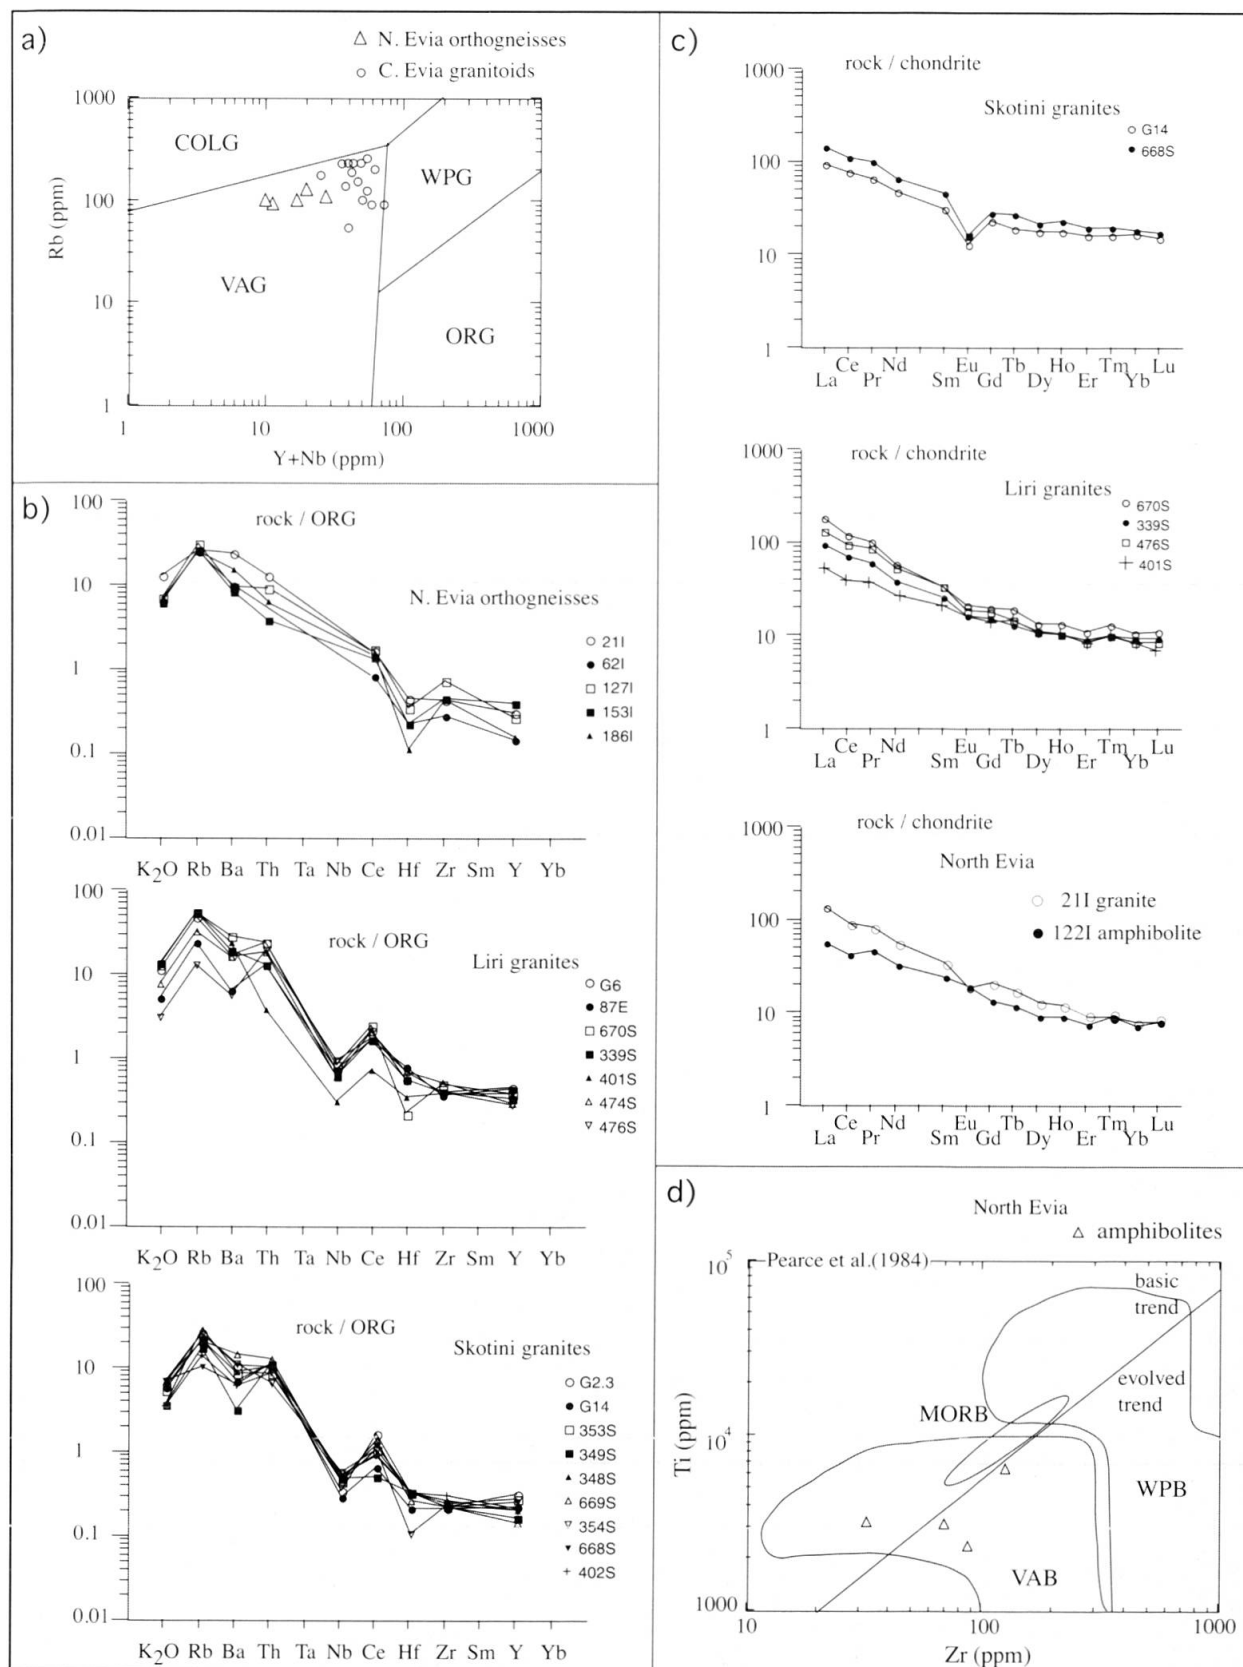 a)
△ N. Evia orthogneisses
○ C. Evia granitoids
1000
100
10
1
Rb (ppm)
COLG
WPG
VAG
ORG
1
10
100
1000
Y+Nb (ppm)
b)
100
10
1
0.1
0.01
rock / ORG
N. Evia orthogneisses
21I
62I
127I
153I
186I
K2O Rb Ba Th Ta Nb Ce Hf Zr Sm Y Yb
100
10
1
0.1
0.01
rock / ORG
Liri granites
G6
87E
670S
339S
401S
474S
476S
K2O Rb Ba Th Ta Nb Ce Hf Zr Sm Y Yb
100
10
1
0.1
0.01
rock / ORG
Skotini granites
G2.3
G14
353S
349S
348S
669S
354S
668S
402S
K2O Rb Ba Th Ta Nb Ce Hf Zr Sm Y Yb
c)
rock / chondrite
1000
100
10
1
Skotini granites
G14
668S
La Ce Pr Nd Sm Eu Gd Tb Dy Ho Er Tm Yb Lu
rock / chondrite
1000
100
10
1
Liri granites
670S
339S
476S
401S
La Ce Pr Nd Sm Eu Gd Tb Dy Ho Er Tm Yb Lu
rock / chondrite
1000
100
10
1
North Evia
21I granite
122I amphibolite
La Ce Pr Nd Sm Eu Gd Tb Dy Ho Er Tm Yb Lu
d)
North Evia
△ amphibolites
Pearce et al.(1984)
10^5
10^4
1000
Ti (ppm)
basic
trend
evolved
trend
MORB
WPB
VAB
10
100
1000
Zr (ppm)